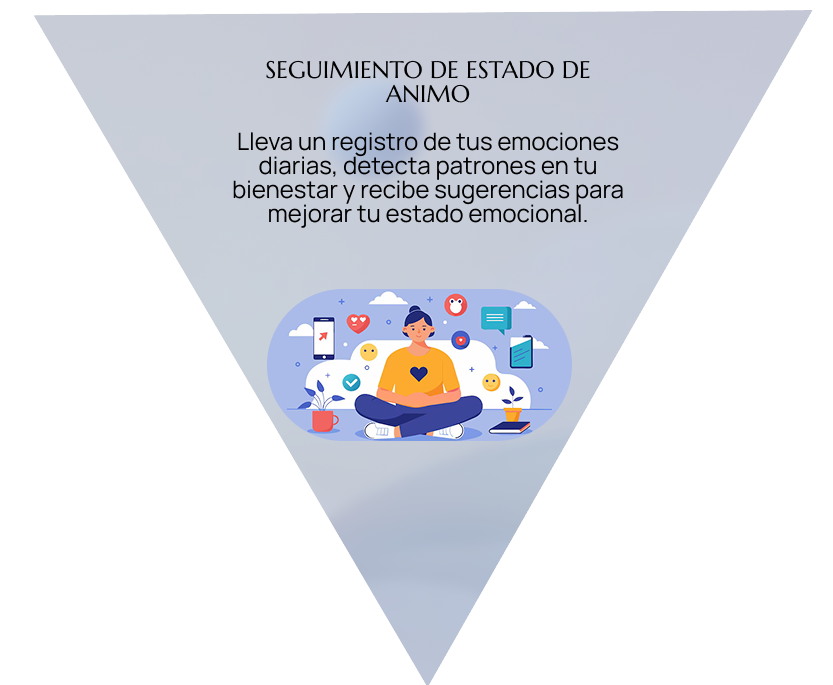 SEGUIMIENTO DE ESTADO DE
ANIMO
Lleva un registro de tus emociones
diarias, detecta patrones en tu
bienestar y recibe sugerencias para
mejorar tu estado emocional.